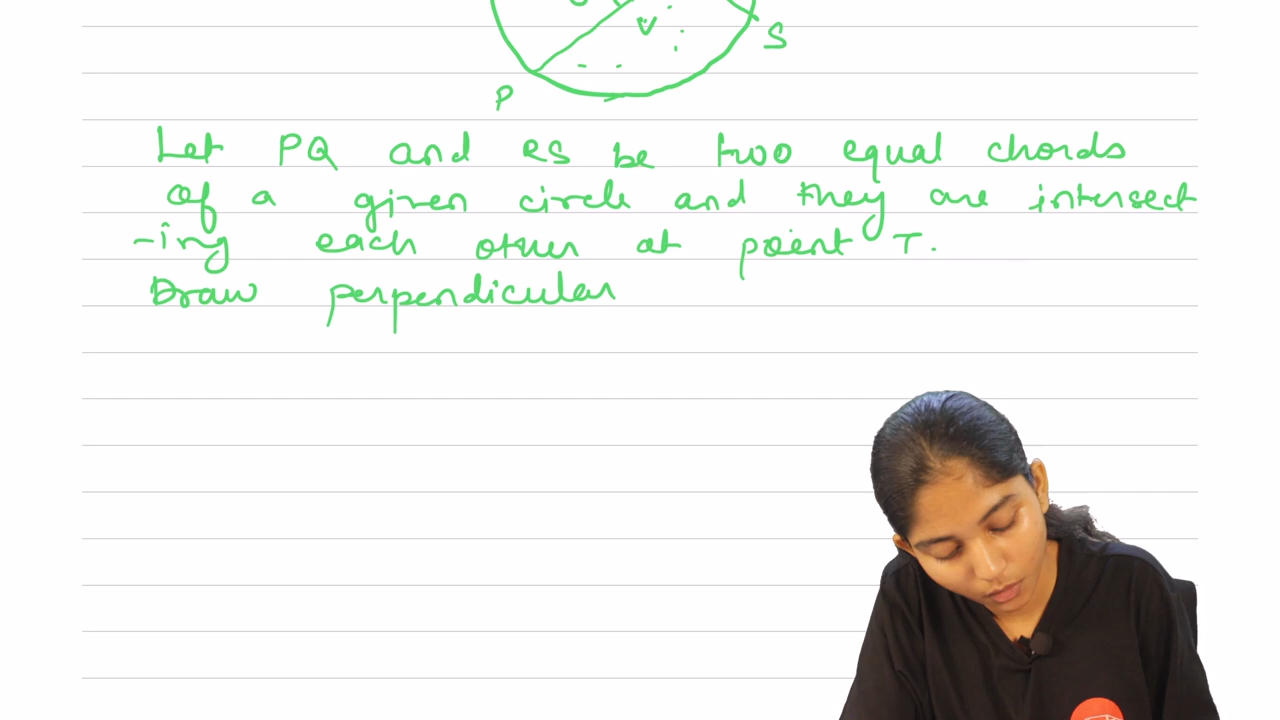 V
S
P
Let PQ and RS be two equal chords
of a given circle and they are intersect
-ing each other at point T.
Draw perpendicular